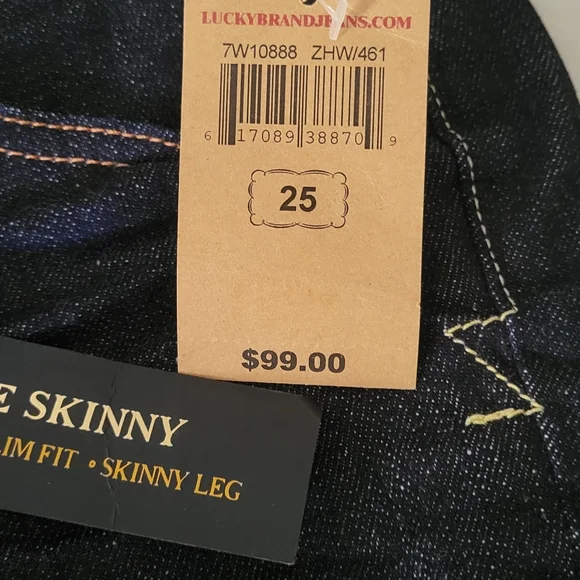 LUCKYBRANDJEANS.COM
7W10888 ZHW/461
6 17089 38870 9
25
$99.00
E SKINNY
LIM FIT • SKINNY LEG